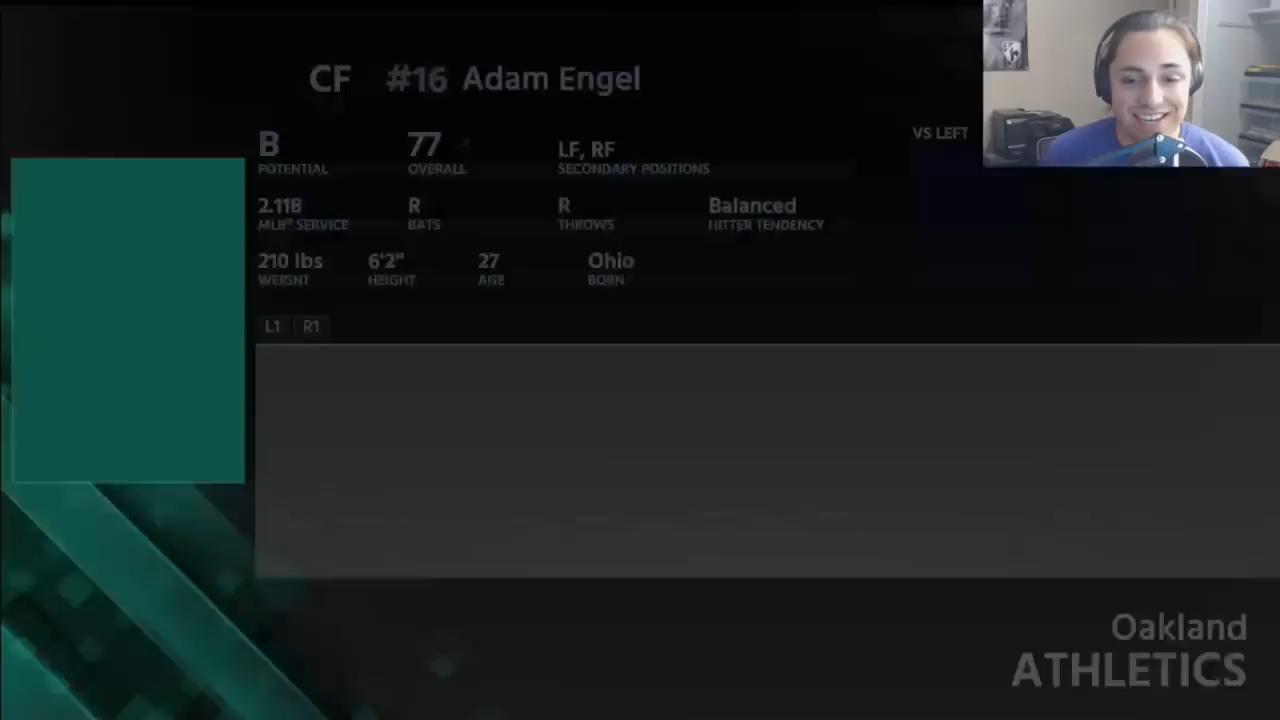 CF #16 Adam Engel
B 77 LF, RF
POTENTIAL OVERALL SECONDARY POSITIONS
VS LEFT
2.118 R R Balanced
MLB® SERVICE BATS THROWS HITTER TENDENCY
210 lbs 6'2" 27 Ohio
WEIGHT HEIGHT AGE BORN
L1 R1
Oakland
ATHLETICS